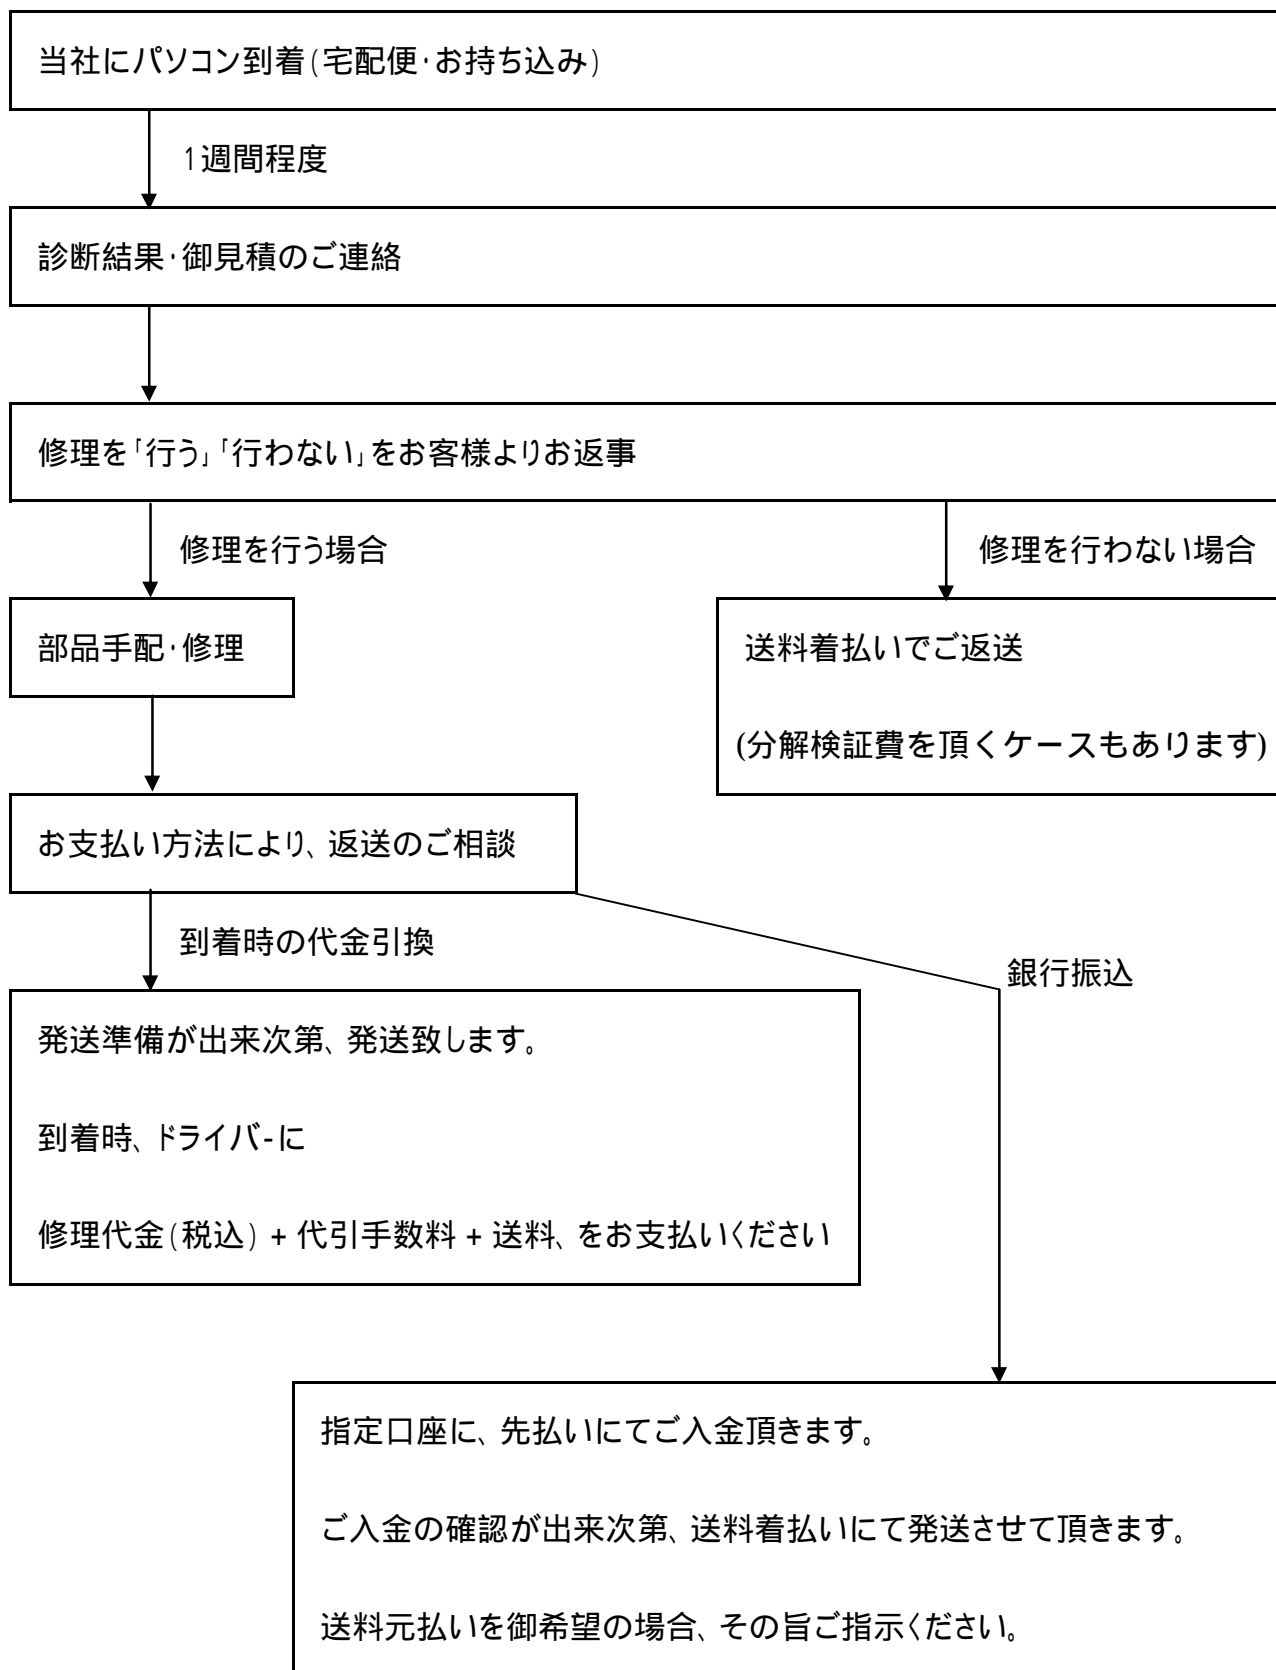 当社にパソコン到着(宅配便・お持ち込み)
1週間程度
診断結果・御見積のご連絡
修理を「行う」「行わない」をお客様よりお返事
修理を行う場合
修理を行わない場合
部品手配・修理
送料着払いでご返送
(分解検証費を頂くケースもあります)
お支払い方法により、返送のご相談
到着時の代金引換
銀行振込
発送準備が出来次第、発送致します。
到着時、ドライバ-に
修理代金(税込) + 代引手数料 + 送料、をお支払いください
指定口座に、先払いにてご入金頂きます。
ご入金の確認が出来次第、送料着払いにて発送させて頂きます。
送料元払いを御希望の場合、その旨ご指示ください。